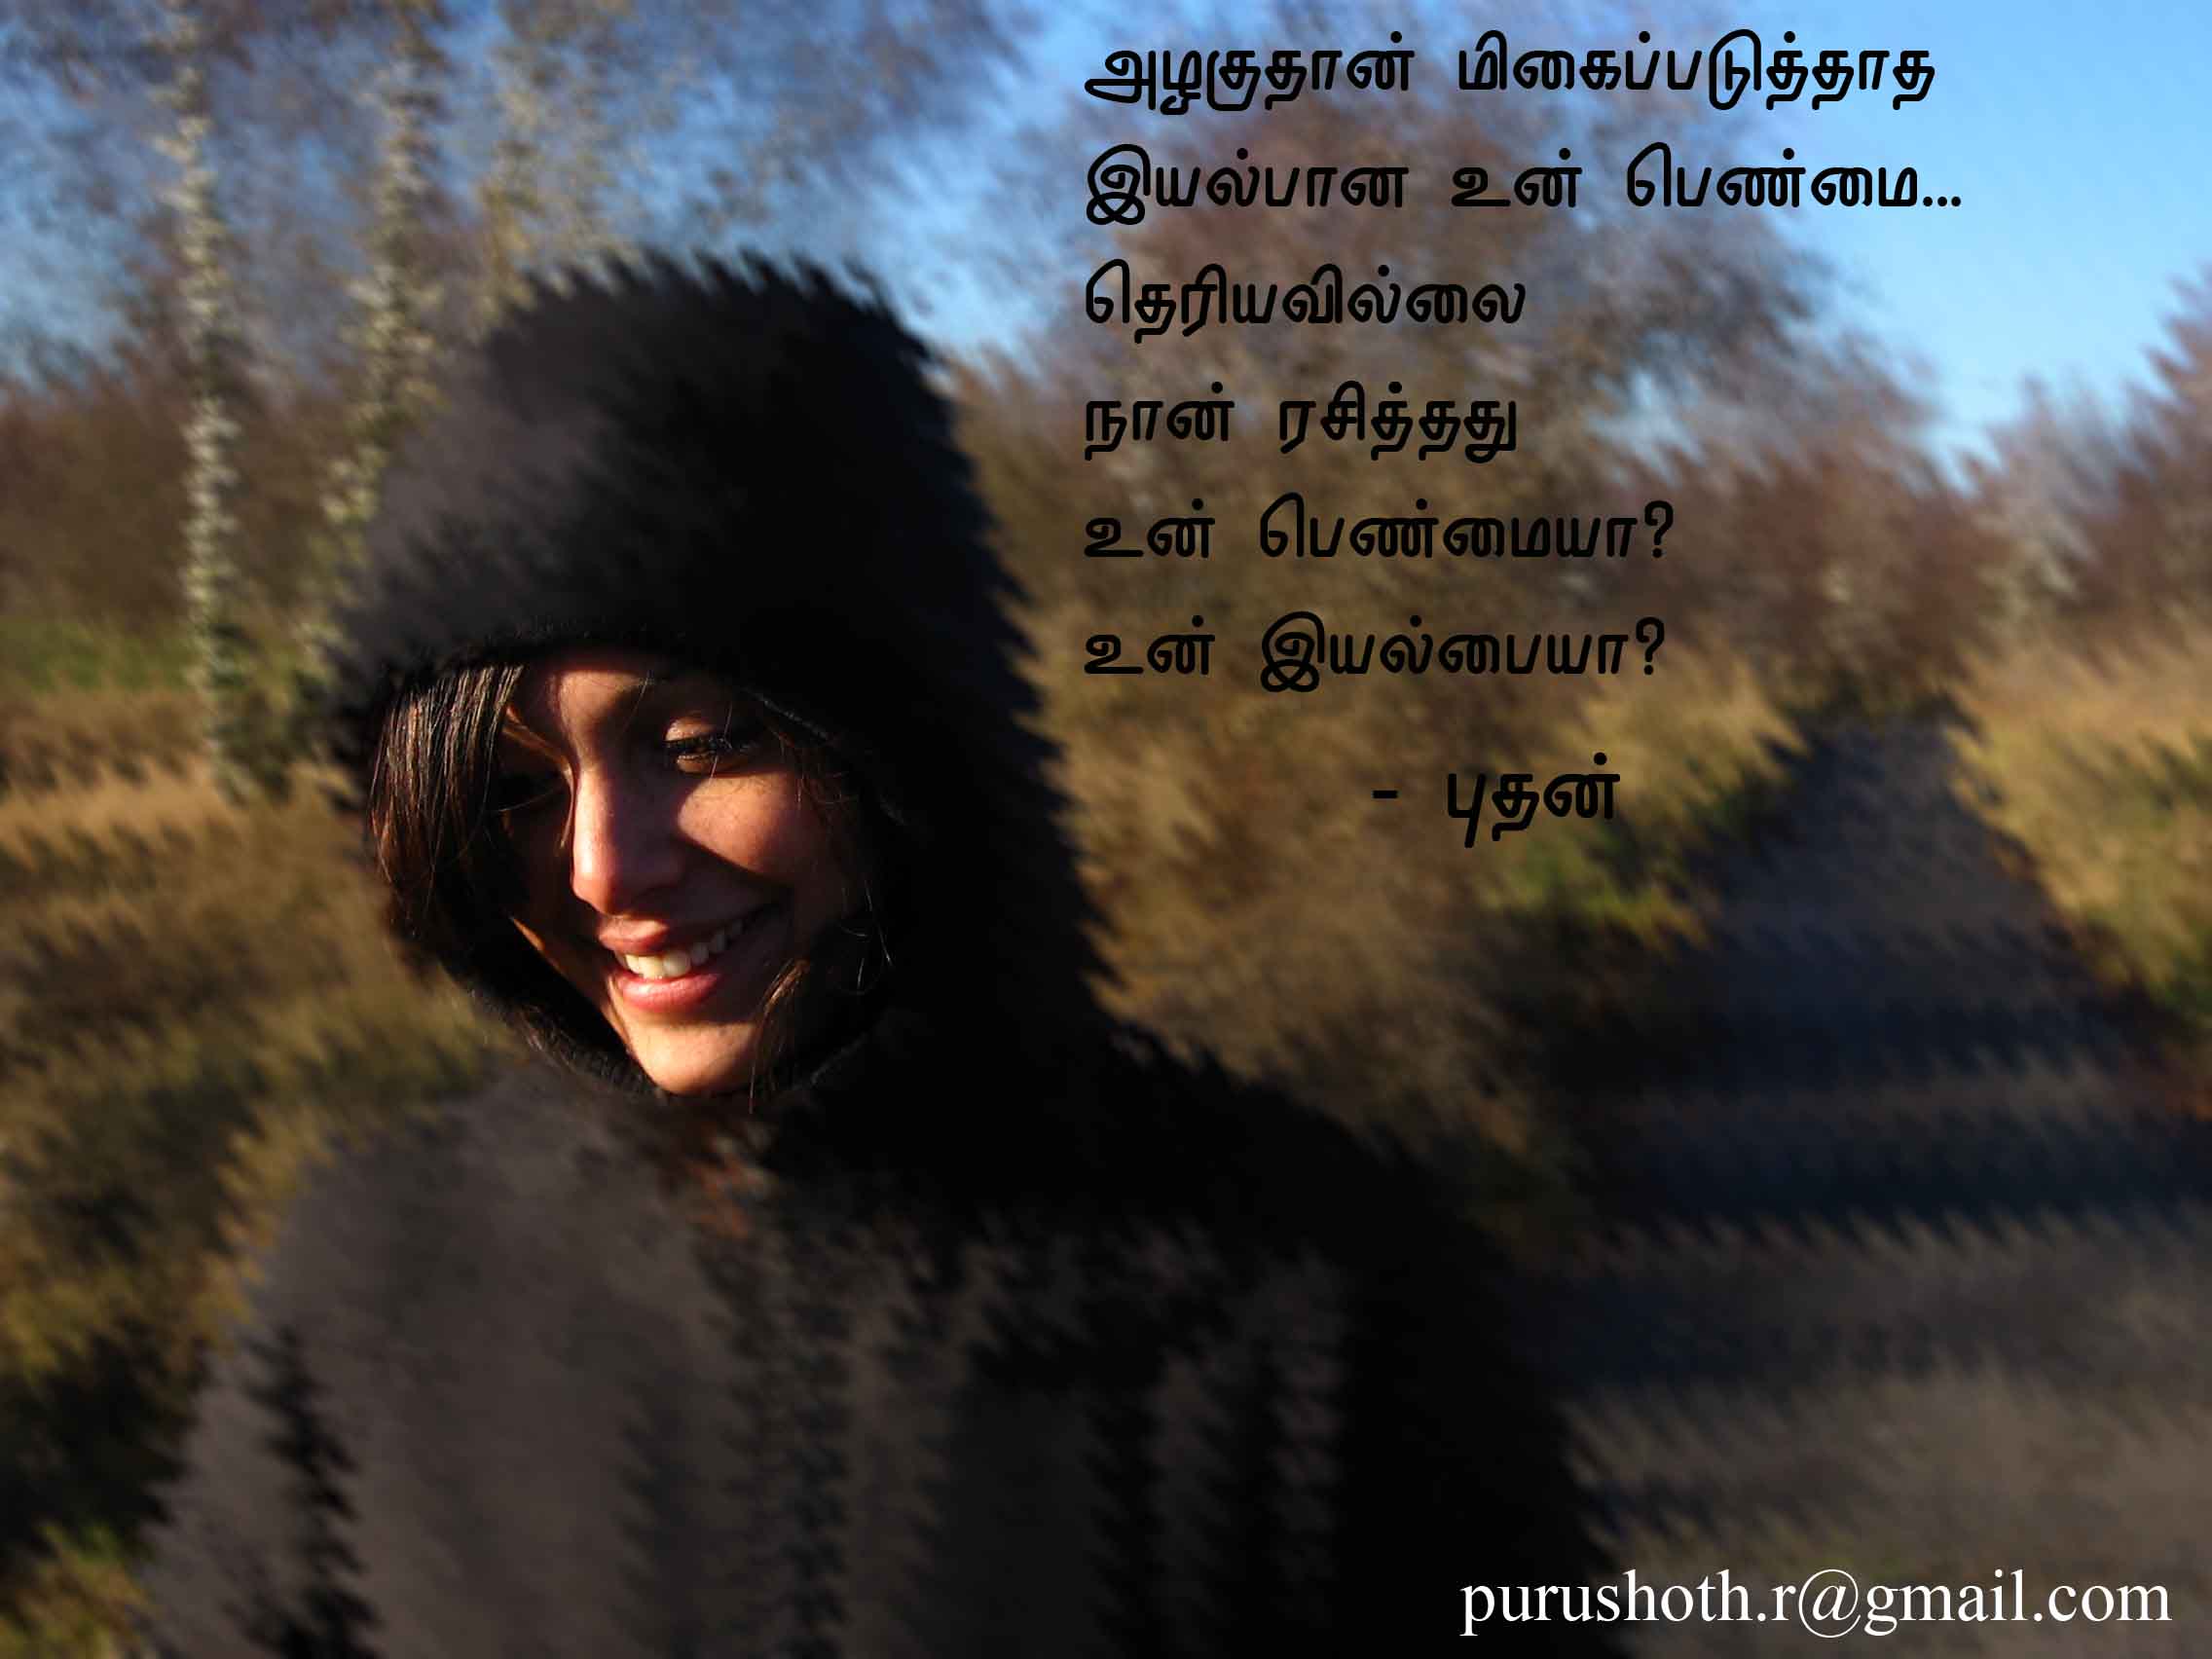 அழகுதான் மிகைப்படுத்தாத
இயல்பான உன் பெண்மை...
தெரியவில்லை
நான் ரசித்தது
உன் பெண்மையா?
உன் இயல்பையா?
- புதன்
purushoth.r@gmail.com